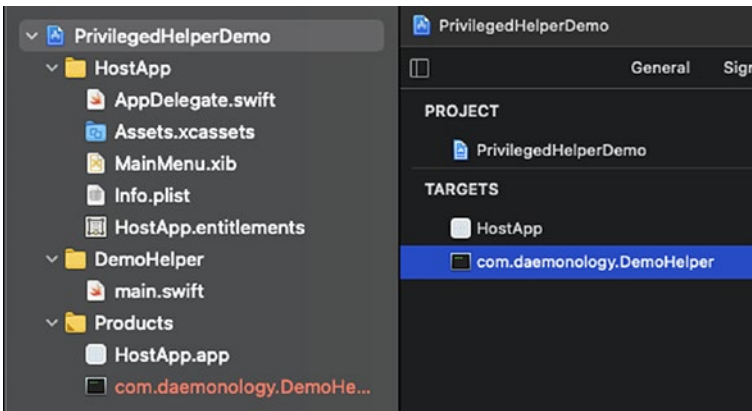 PrivilegedHelperDemo
HostApp
AppDelegate.swift
Assets.xcassets
MainMenu.xib
Info.plist
HostApp.entitlements
DemoHelper
main.swift
Products
HostApp.app
com.daemonology.DemoHe...
PrivilegedHelperDemo
General Sigr
PROJECT
PrivilegedHelperDemo
TARGETS
HostApp
com.daemonology.DemoHelper